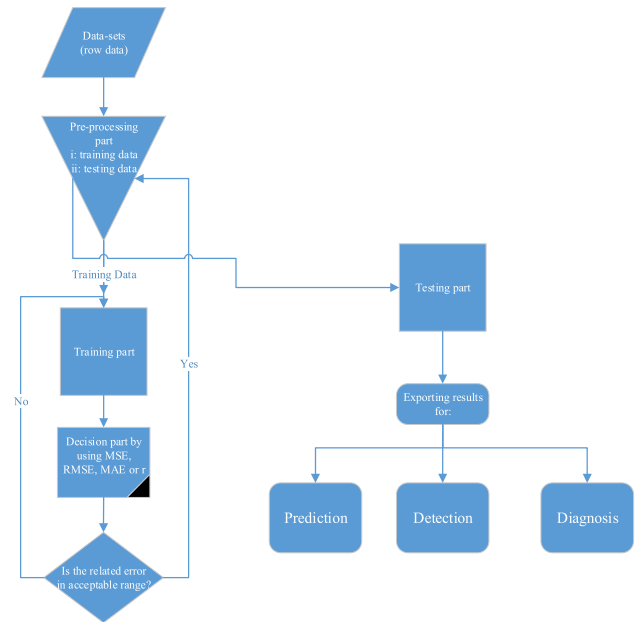 Data-sets
(row data)
Pre-processing
part
i: training data
ii: testing data
Training Data
Testing part
Training part
Yes
No
Exporting results
for:
Decision part by
using MSE,
RMSE, MAE or r
Prediction
Detection
Diagnosis
Is the related error
in acceptable range?